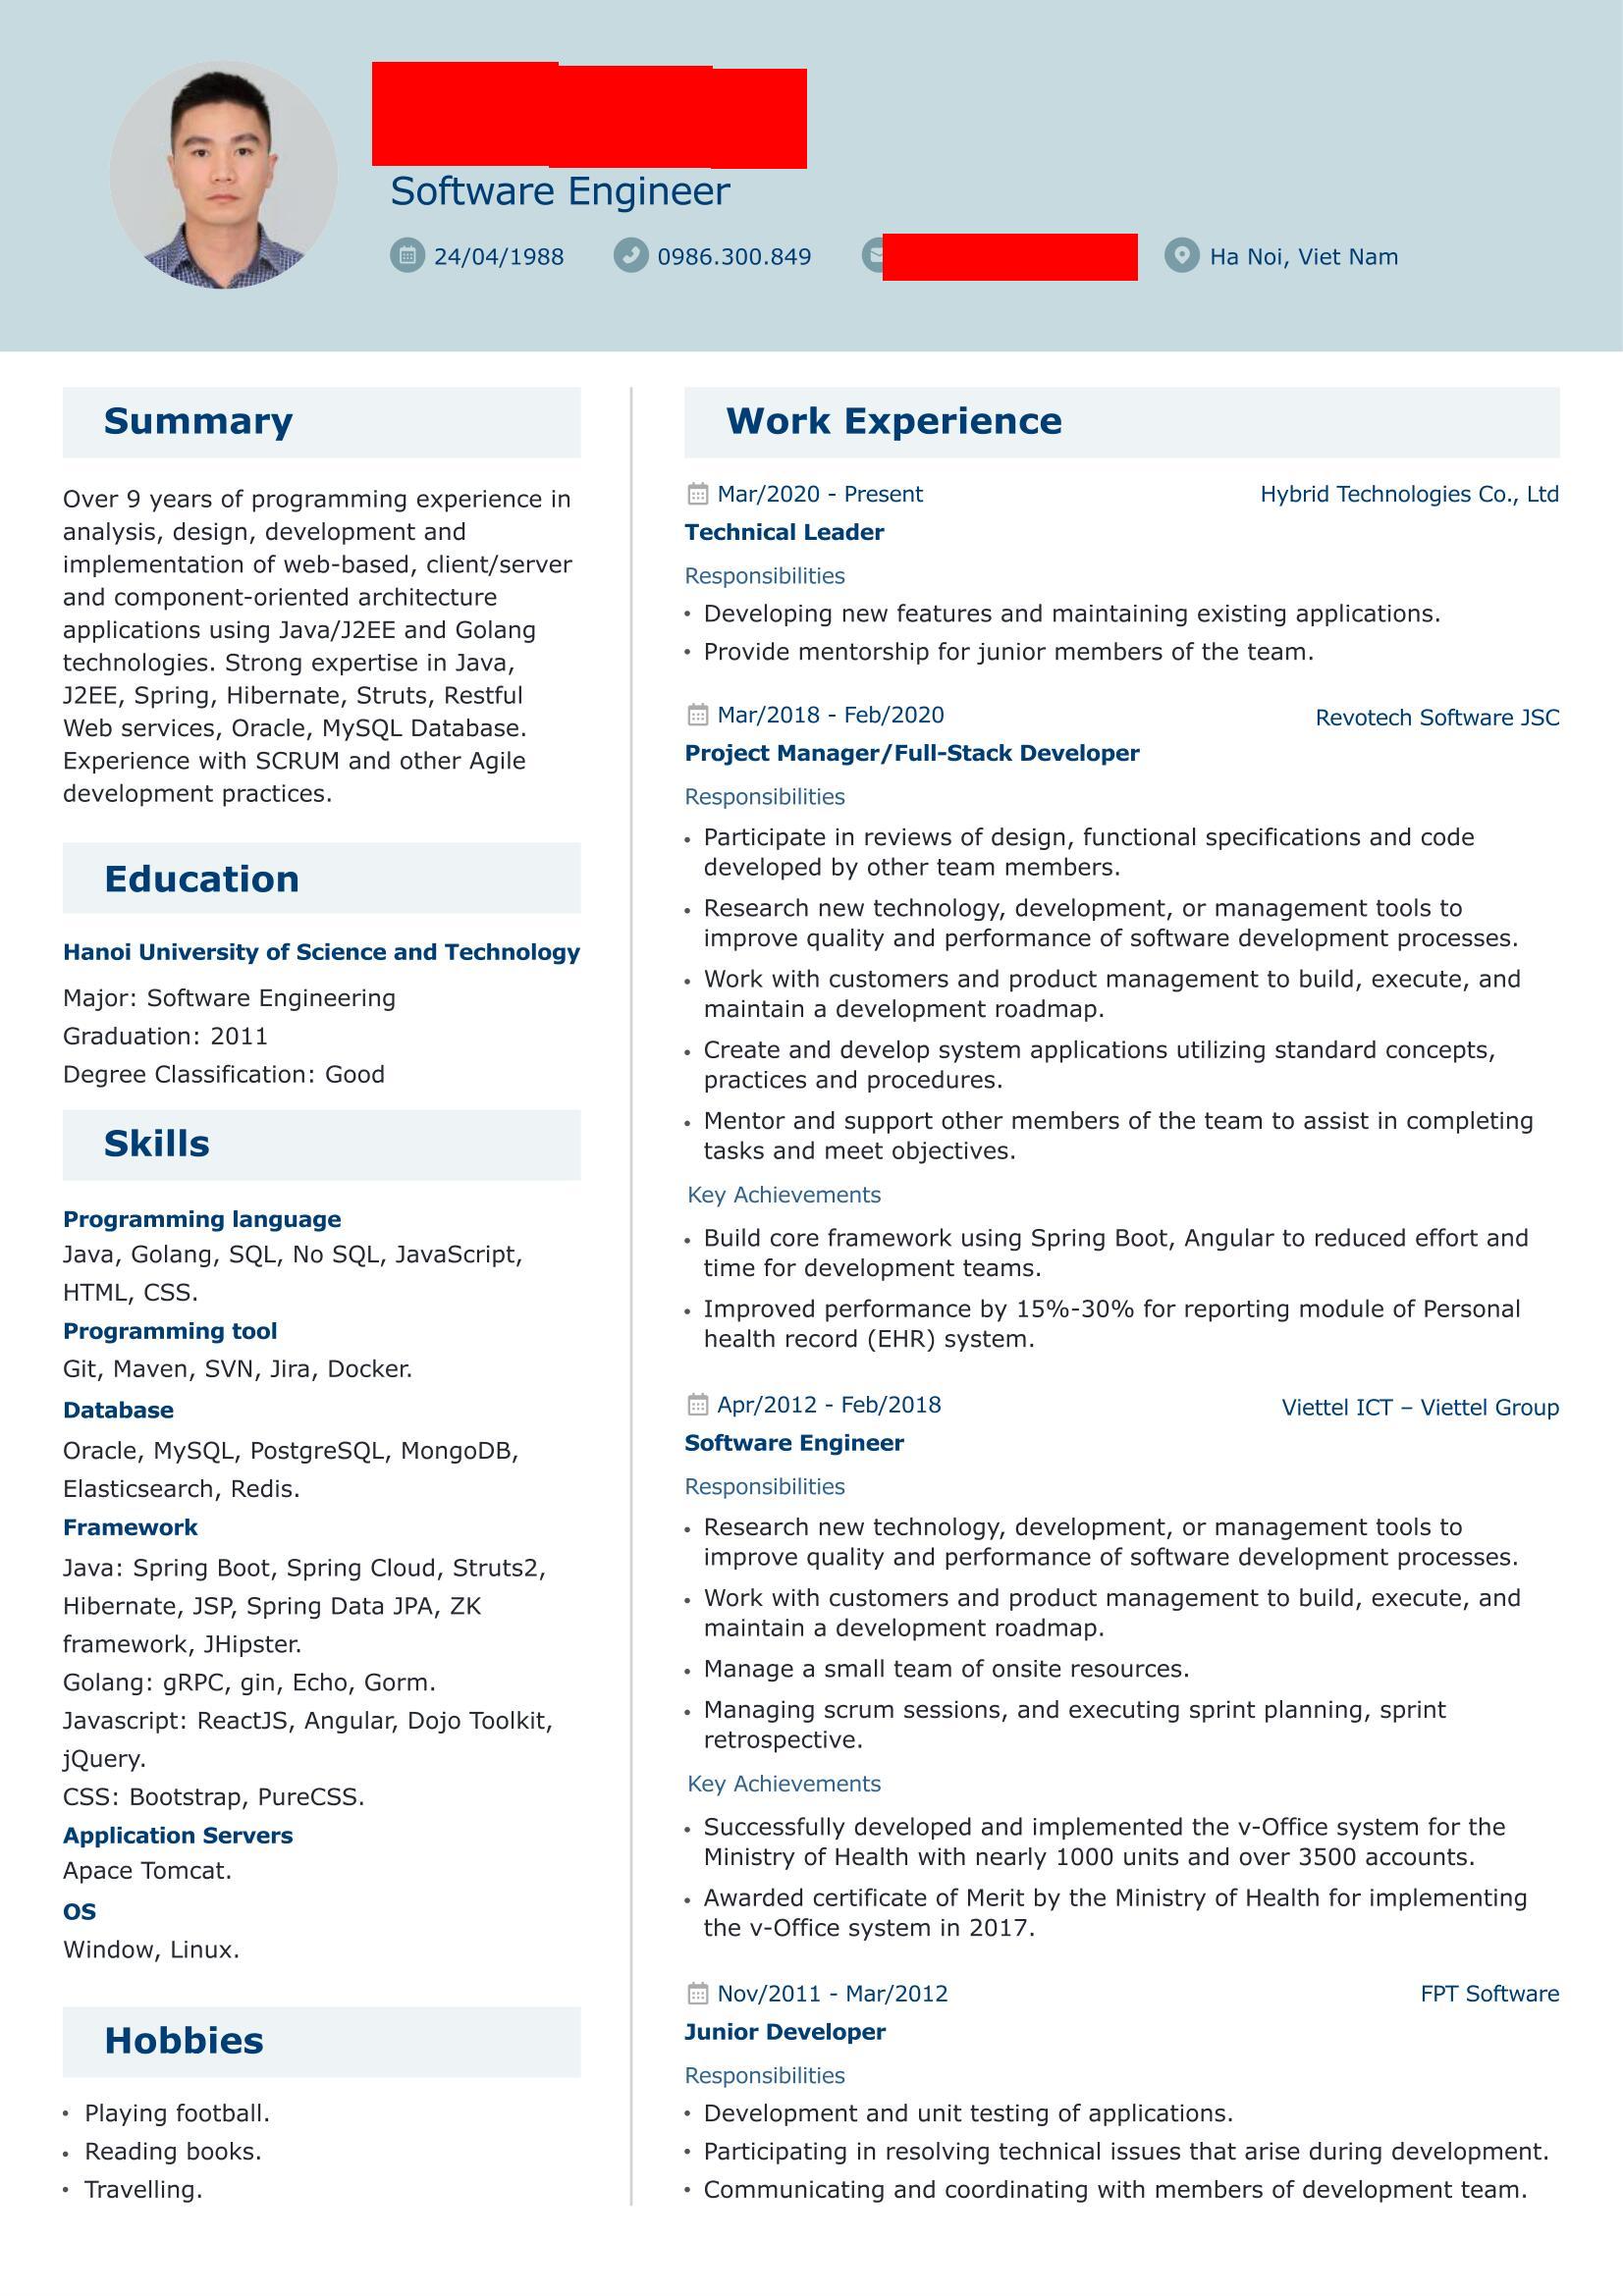 Software Engineer
24/04/1988
0986.300.849
Ha Noi, Viet Nam
Summary
Over 9 years of programming experience in
analysis, design, development and
implementation of web-based, client/server
and component-oriented architecture
applications using Java/J2EE and Golang
technologies. Strong expertise in Java,
J2EE, Spring, Hibernate, Struts, Restful
Web services, Oracle, MySQL Database.
Experience with SCRUM and other Agile
development practices.
Education
Hanoi University of Science and Technology
Major: Software Engineering
Graduation: 2011
Degree Classification: Good
Skills
Programming language
Java, Golang, SQL, No SQL, JavaScript,
HTML, CSS.
Programming tool
Git, Maven, SVN, Jira, Docker.
Database
Oracle, MySQL, PostgreSQL, MongoDB,
Elasticsearch, Redis.
Framework
Java: Spring Boot, Spring Cloud, Struts2,
Hibernate, JSP, Spring Data JPA, ZK
framework, JHipster.
Golang: gRPC, gin, Echo, Gorm.
Javascript: ReactJS, Angular, Dojo Toolkit,
jQuery.
CSS: Bootstrap, PureCSS.
Application Servers
Apace Tomcat.
OS
Window, Linux.
Hobbies
• Playing football.
• Reading books.
• Travelling.
Work Experience
Mar/2020 - Present
Hybrid Technologies Co., Ltd
Technical Leader
Responsibilities
• Developing new features and maintaining existing applications.
• Provide mentorship for junior members of the team.
Mar/2018 - Feb/2020
Revotech Software JSC
Project Manager/Full-Stack Developer
Responsibilities
• Participate in reviews of design, functional specifications and code
developed by other team members.
• Research new technology, development, or management tools to
improve quality and performance of software development processes.
• Work with customers and product management to build, execute, and
maintain a development roadmap.
• Create and develop system applications utilizing standard concepts,
practices and procedures.
• Mentor and support other members of the team to assist in completing
tasks and meet objectives.
Key Achievements
• Build core framework using Spring Boot, Angular to reduced effort and
time for development teams.
• Improved performance by 15%-30% for reporting module of Personal
health record (EHR) system.
Apr/2012 - Feb/2018
Viettel ICT – Viettel Group
Software Engineer
Responsibilities
• Research new technology, development, or management tools to
improve quality and performance of software development processes.
• Work with customers and product management to build, execute, and
maintain a development roadmap.
• Manage a small team of onsite resources.
• Managing scrum sessions, and executing sprint planning, sprint
retrospective.
Key Achievements
• Successfully developed and implemented the v-Office system for the
Ministry of Health with nearly 1000 units and over 3500 accounts.
• Awarded certificate of Merit by the Ministry of Health for implementing
the v-Office system in 2017.
Nov/2011 - Mar/2012
FPT Software
Junior Developer
Responsibilities
• Development and unit testing of applications.
• Participating in resolving technical issues that arise during development.
• Communicating and coordinating with members of development team.